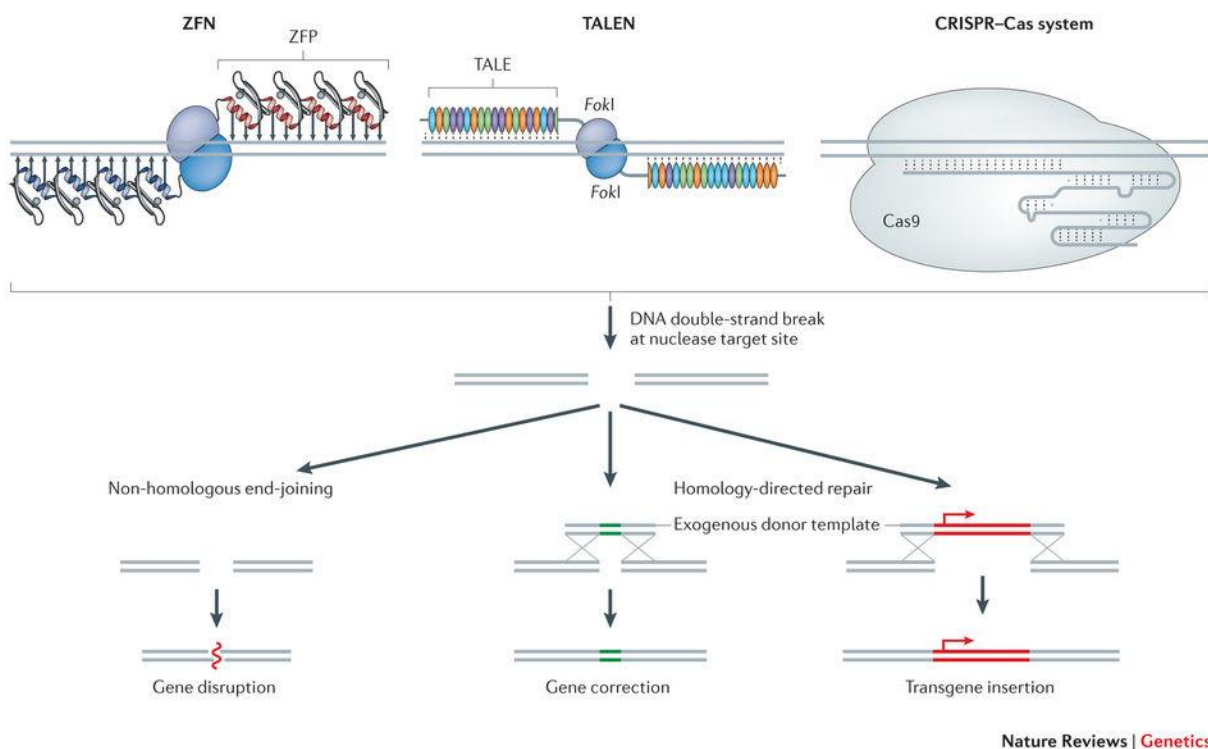 ZFN
TALEN
CRISPR–Cas system
ZFP
TALE
FokI
FokI
Cas9
DNA double-strand break
at nuclease target site
Non-homologous end-joining
Homology-directed repair
Exogenous donor template
Gene disruption
Gene correction
Transgene insertion
Nature Reviews | Genetics